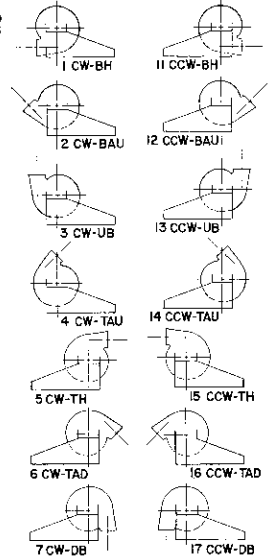 1 CW-BH 11 CCW-BH
2 CW-BAU 12 CCW-BAU
3 CW-UB 13 CCW-UB
4 CW-TAU 14 CCW-TAU
5 CW-TH 15 CCW-TH
6 CW-TAD 16 CCW-TAD
7 CW-DB 17 CCW-DB